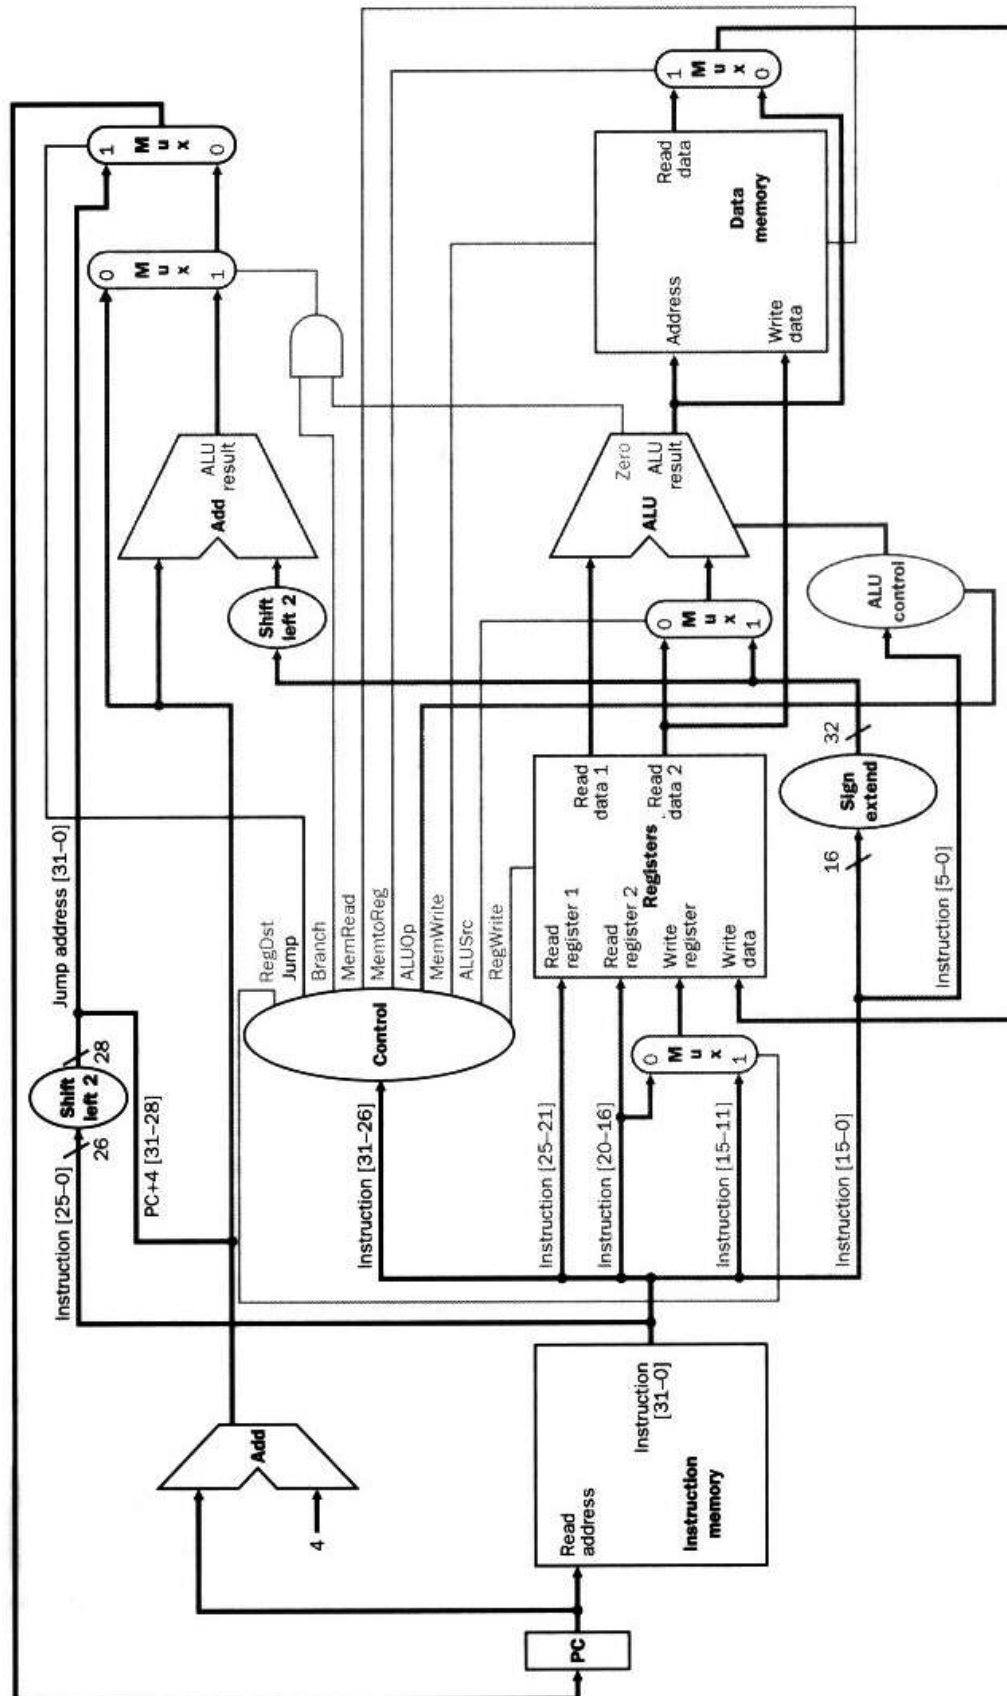 Instruction [25–0]
26
Shift
left 2
28
Jump address [31–0]
PC+4 [31–28]
1
M
u
x
0
0
M
u
x
1
4
Add
Add
ALU
result
Shift
left 2
Instruction [31–26]
Control
RegDst
Jump
Branch
MemRead
MemtoReg
ALUOp
MemWrite
ALUSrc
RegWrite
PC
Read
address
Instruction
[31–0]
Instruction
memory
Instruction [25–21]
Instruction [20–16]
Instruction [15–11]
Instruction [15–0]
0
M
u
x
1
Read
register 1
Read
register 2
Write
register
Write
data
Registers
Read
data 1
Read
data 2
0
M
u
x
1
Zero
ALU
ALU
result
Address
Write
data
Read
data
Data
memory
1
M
u
x
0
16
Sign
extend
32
Instruction [5–0]
ALU
control